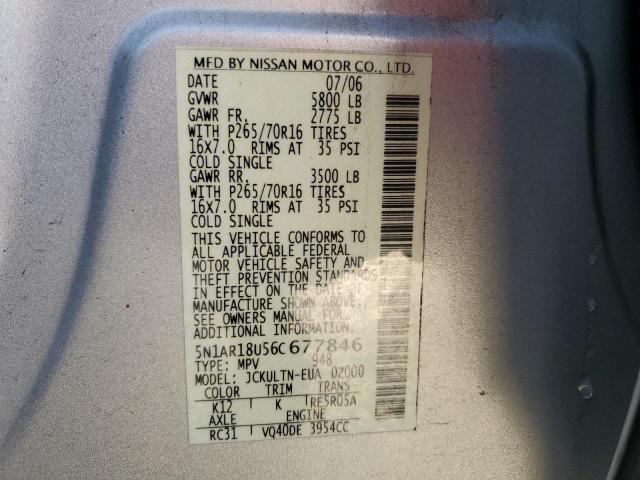 MFD BY NISSAN MOTOR CO., LTD.
DATE 07/06
GVWR 5800 LB
GAWR FR. 2775 LB
WITH P265/70R16 TIRES
16X7.0 RIMS AT 35 PSI
COLD SINGLE
GAWR RR. 3500 LB
WITH P265/70R16 TIRES
16X7.0 RIMS AT 35 PSI
COLD SINGLE
THIS VEHICLE CONFORMS TO
ALL APPLICABLE FEDERAL
MOTOR VEHICLE SAFETY AND
THEFT PREVENTION STANDARDS
IN EFFECT ON THE DATE OF
MANUFACTURE SHOWN ABOVE.
SEE OWNERS MANUAL FOR
ADDITIONAL INFORMATION.
5N1AR18U56C677846
TYPE: MPV 948
MODEL: JCKULTN-EUA 02000
COLOR TRIM TRANS
K12 K RE5R05A
AXLE ENGINE
RC31 VQ40DE 3954CC